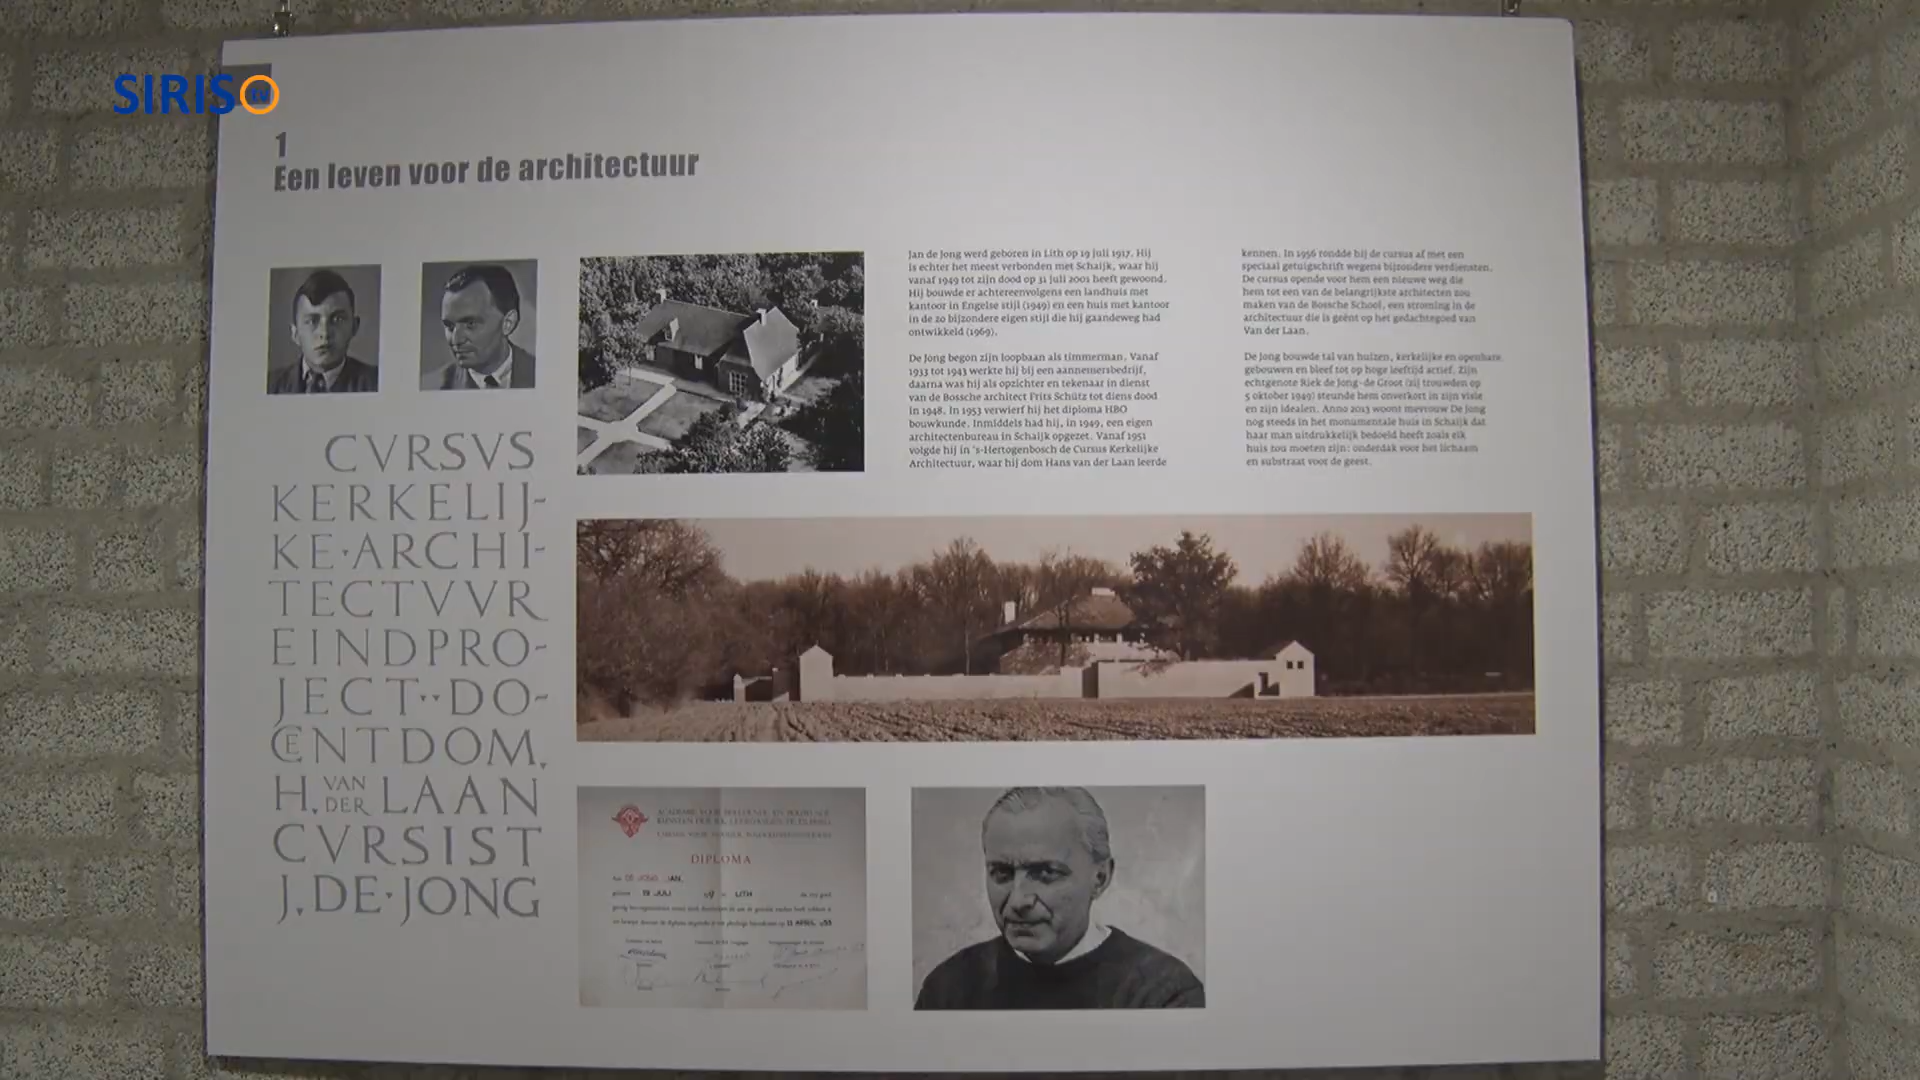 SIRIS TV
1
Een leven voor de architectuur
Jan de Jong werd geboren in Lith op 19 juli 1917. Hij
is echter het meest verbonden met Schaijk, waar hij
vanaf 1949 tot zijn dood op 31 juli 2001 heeft gewoond.
Hij bouwde er achtereenvolgens een landhuis met
kantoor in Engelse stijl (1949) en een huis met kantoor
in de zo bijzondere eigen stijl die hij gaandeweg had
ontwikkeld (1969).
De Jong begon zijn loopbaan als timmerman. Vanaf
1933 tot 1943 werkte hij bij een aannemersbedrijf,
daarna was hij als opzichter en tekenaar in dienst
van de Bossche architect Frits Schütz tot diens dood
in 1948. In 1953 verwierf hij het diploma HBO
bouwkunde. Inmiddels had hij, in 1949, een eigen
architectenbureau in Schaijk opgezet. Vanaf 1951
volgde hij in 's-Hertogenbosch de Cursus Kerkelijke
Architectuur, waar hij dom Hans van der Laan leerde
kennen. In 1956 rondde hij de cursus af met een
speciaal getuigschrift wegens bijzondere verdiensten.
De cursus opende voor hem een nieuwe weg die
hem tot een van de belangrijkste architecten zou
maken van de Bossche School, een stroming in de
architectuur die is geënt op het gedachtegoed van
Van der Laan.
De Jong bouwde tal van huizen, kerkelijke en openbare
gebouwen en bleef tot op hoge leeftijd actief. Zijn
echtgenote Riek de Jong-de Groot (zij trouwden op
5 oktober 1949) steunde hem onverkort in zijn visie
en zijn idealen. Anno 2013 woont mevrouw De Jong
nog steeds in het monumentale huis in Schaijk dat
haar man uitdrukkelijk bedoeld heeft zoals elk
huis zou moeten zijn: onderdak voor het lichaam
en substraat voor de geest.
CVRSVS
KERKELIJ-
KE·ARCHI-
TECTVVR
EINDPRO-
JECT··DO-
CENTDOM.
H. VAN DER LAAN
CVRSIST
J. DE·JONG
DIPLOMA
DE JONG JAN.
19 JULI LITH